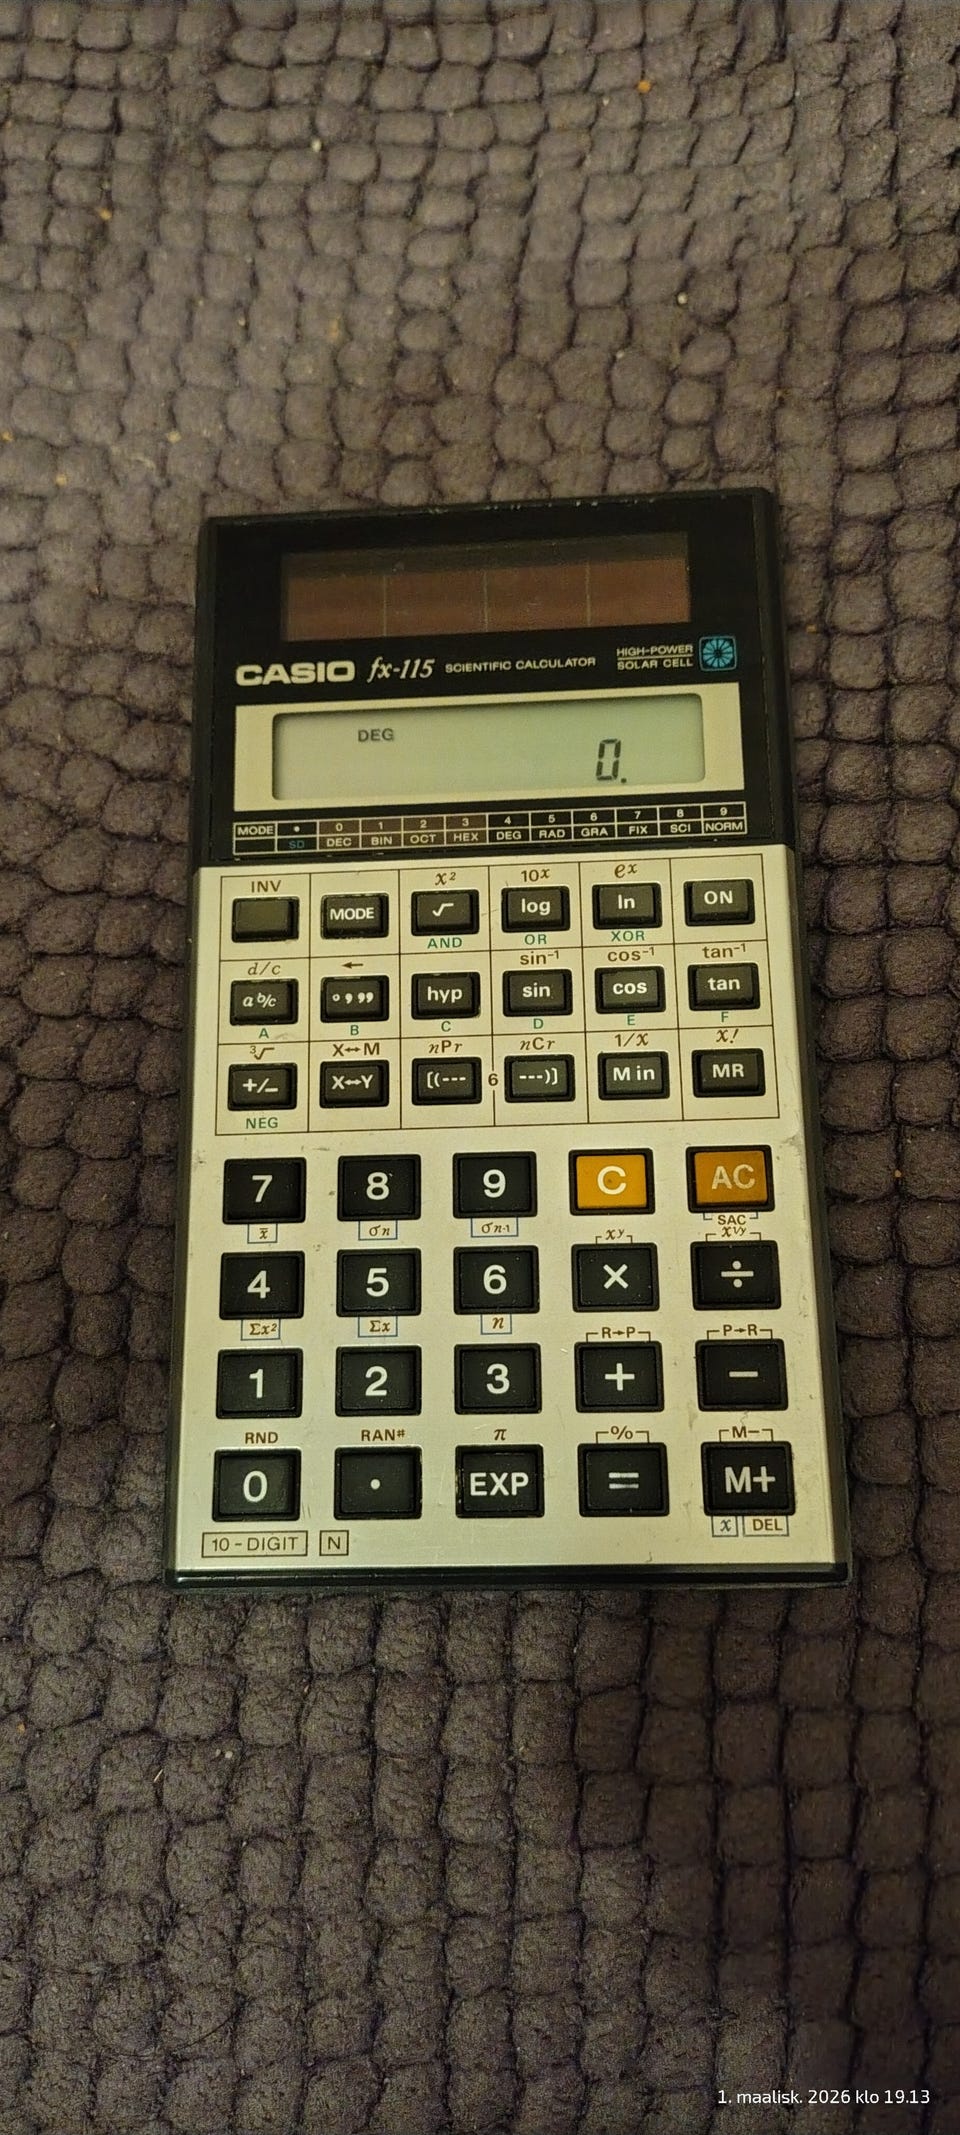 CASIO fx-115 SCIENTIFIC CALCULATOR HIGH-POWER SOLAR CELL
DEG
0.
MODE • 0 1 2 3 4 5 6 7 8 9
SD DEC BIN OCT HEX DEG RAD GRA FIX SCI NORM
INV x² 10ˣ eˣ
MODE √ log ln ON
AND OR XOR
d/c ← sin⁻¹ cos⁻¹ tan⁻¹
a b/c ° ’ ’’ hyp sin cos tan
A B C D E F
³√ X↔M nPr nCr 1/x x!
+/− X↔Y [(--- 6 ---)] M in MR
NEG
7 8 9 C AC
x̄ σn σn-1 SAC
xʸ x¹/ʸ
4 5 6 × ÷
Σx² Σx n R→P P→R
1 2 3 + −
RND RAN# π % M−
0 · EXP = M+
x DEL
10-DIGIT N
1. maalisk. 2026 klo 19.13